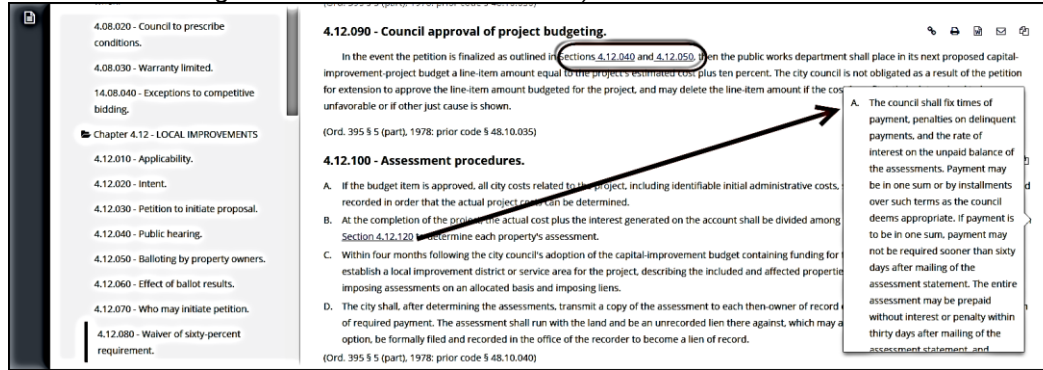 4.08.020 - Council to prescribe
conditions.
4.08.030 - Warranty limited.
14.08.040 - Exceptions to competitive
bidding.
Chapter 4.12 - LOCAL IMPROVEMENTS
4.12.010 - Applicability.
4.12.020 - Intent.
4.12.030 - Petition to initiate proposal.
4.12.040 - Public hearing.
4.12.050 - Balloting by property owners.
4.12.060 - Effect of ballot results.
4.12.070 - Who may initiate petition.
4.12.080 - Waiver of sixty-percent
requirement.
4.12.090 - Council approval of project budgeting.
In the event the petition is finalized as outlined in Sections 4.12.040 and 4.12.050, then the public works department shall place in its next proposed capital-
improvement-project budget a line-item amount equal to the project's estimated cost plus ten percent. The city council is not obligated as a result of the petition
for extension to approve the line-item amount budgeted for the project, and may delete the line-item amount if the cos
unfavorable or if other just cause is shown.
(Ord. 395 § 5 (part), 1978: prior code § 48.10.035)
4.12.100 - Assessment procedures.
A. If the budget item is approved, all city costs related to the project, including identifiable initial administrative costs,
recorded in order that the actual project costs can be determined.
B. At the completion of the project, the actual cost plus the interest generated on the account shall be divided among
Section 4.12.120 to determine each property's assessment.
C. Within four months following the city council's adoption of the capital-improvement budget containing funding for
establish a local improvement district or service area for the project, describing the included and affected propertie
imposing assessments on an allocated basis and imposing liens.
D. The city shall, after determining the assessments, transmit a copy of the assessment to each then-owner of record
of required payment. The assessment shall run with the land and be an unrecorded lien there against, which may a
option, be formally filed and recorded in the office of the recorder to become a lien of record.
(Ord. 395 § 5 (part), 1978: prior code § 48.10.040)
A. The council shall fix times of
payment, penalties on delinquent
payments, and the rate of
interest on the unpaid balance of
the assessments. Payment may
be in one sum or by installments
over such terms as the council
deems appropriate. If payment is
to be in one sum, payment may
not be required sooner than sixty
days after mailing of the
assessment statement. The entire
assessment may be prepaid
without interest or penalty within
thirty days after mailing of the
assessment statement, and